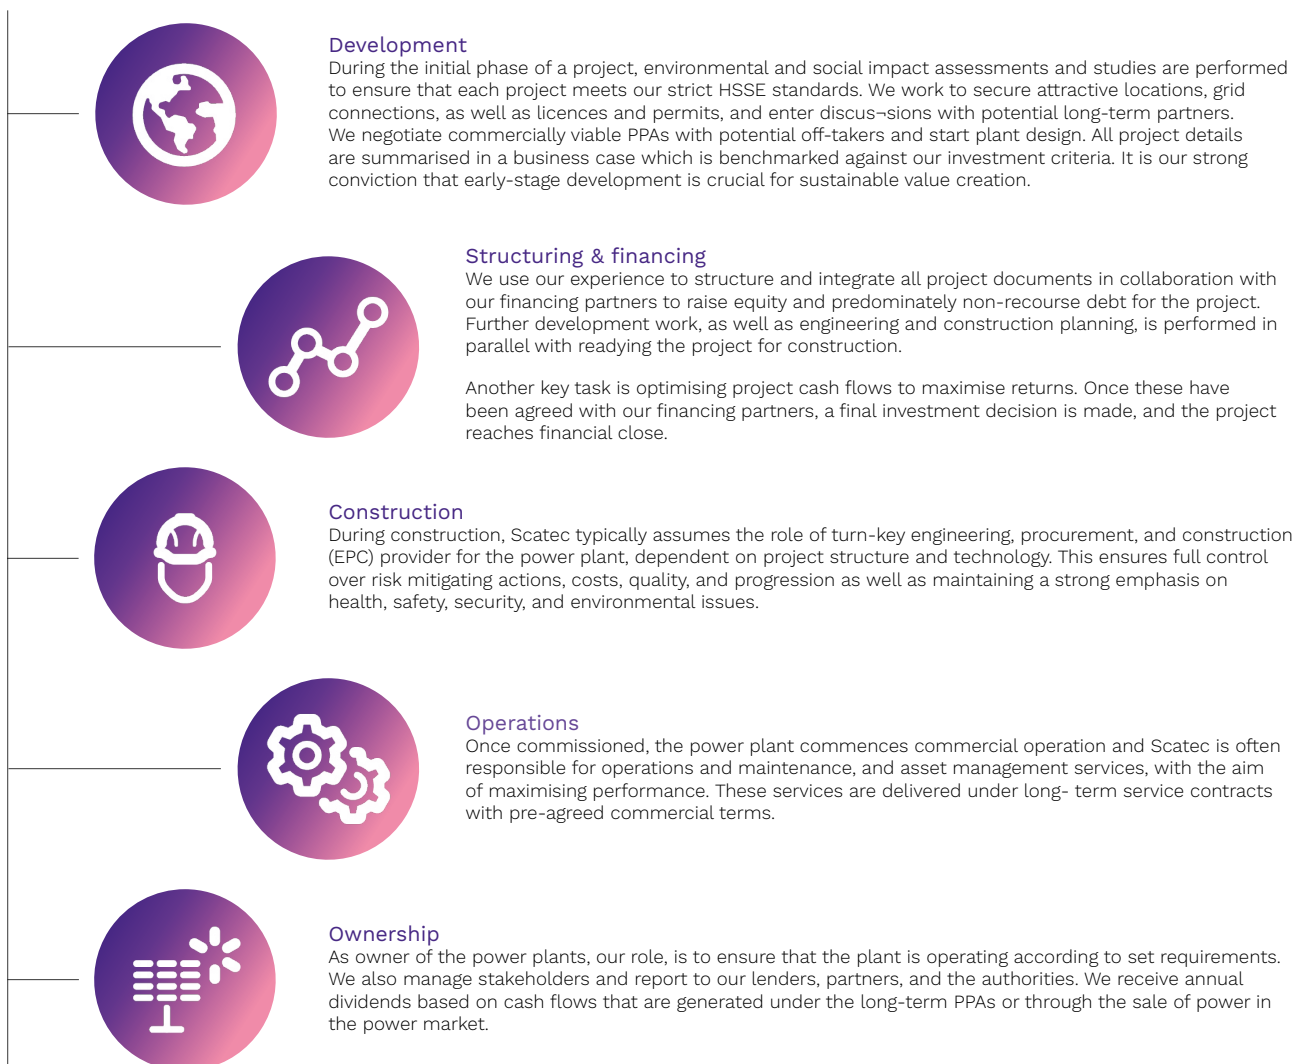 Development
During the initial phase of a project, environmental and social impact assessments and studies are performed
to ensure that each project meets our strict HSSE standards. We work to secure attractive locations, grid
connections, as well as licences and permits, and enter discus¬sions with potential long-term partners.
We negotiate commercially viable PPAs with potential off-takers and start plant design. All project details
are summarised in a business case which is benchmarked against our investment criteria. It is our strong
conviction that early-stage development is crucial for sustainable value creation.
Structuring & financing
We use our experience to structure and integrate all project documents in collaboration with
our financing partners to raise equity and predominately non-recourse debt for the project.
Further development work, as well as engineering and construction planning, is performed in
parallel with readying the project for construction.
Another key task is optimising project cash flows to maximise returns. Once these have
been agreed with our financing partners, a final investment decision is made, and the project
reaches financial close.
Construction
During construction, Scatec typically assumes the role of turn-key engineering, procurement, and construction
(EPC) provider for the power plant, dependent on project structure and technology. This ensures full control
over risk mitigating actions, costs, quality, and progression as well as maintaining a strong emphasis on
health, safety, security, and environmental issues.
Operations
Once commissioned, the power plant commences commercial operation and Scatec is often
responsible for operations and maintenance, and asset management services, with the aim
of maximising performance. These services are delivered under long- term service contracts
with pre-agreed commercial terms.
Ownership
As owner of the power plants, our role, is to ensure that the plant is operating according to set requirements.
We also manage stakeholders and report to our lenders, partners, and the authorities. We receive annual
dividends based on cash flows that are generated under the long-term PPAs or through the sale of power in
the power market.